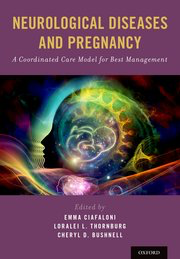 NEUROLOGICAL DISEASES
AND PREGNANCY
A Coordinated Care Model for Best Management
Edited by
EMMA CIAFALONI
LORALEI L. THORNBURG
CHERYL D. BUSHNELL
OXFORD